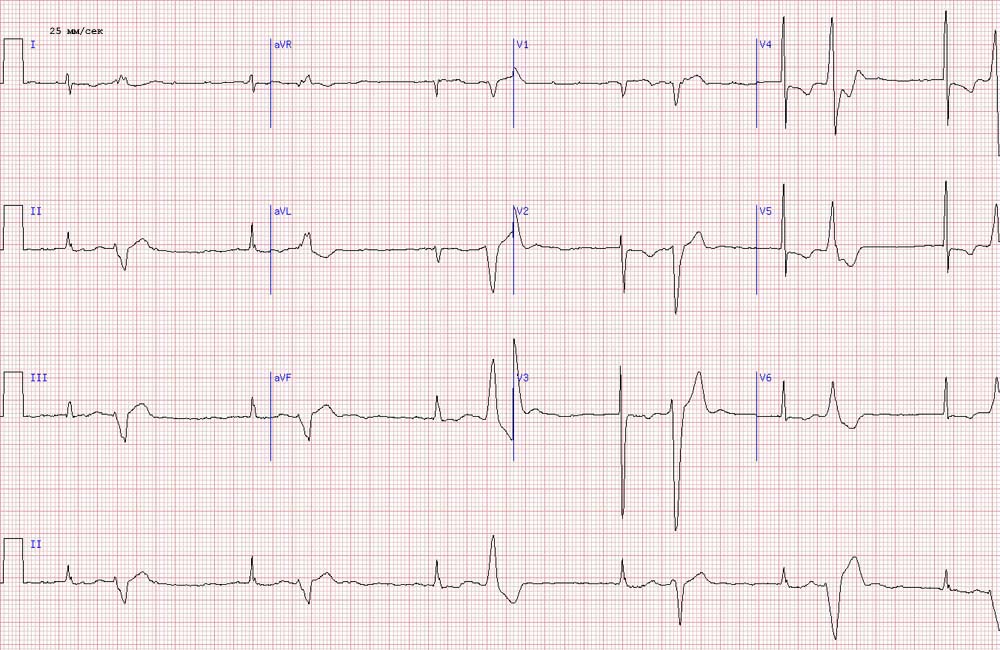 25 мм/сек
I aVR V1 V4
II aVL V2 V5
III aVF V3 V6
II